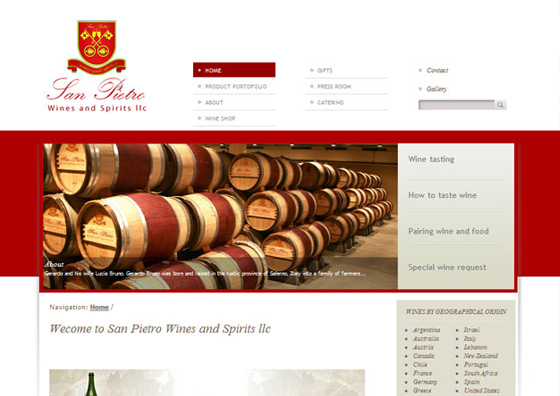 San Pietro
Wines and Spirits llc
HOME
PRODUCT PORTOFOLIO
ABOUT
WINE SHOP
GIFTS
PRESS ROOM
CATERING
Contact
Gallery
Wine tasting
How to taste wine
Pairing wine and food
Special wine request
About
Gerardo and his wife Lucia Bruno. Gerardo Bruno was born and raised in the rustic province of Salerno, Italy into a family of farmers...
Navigation: Home /
Wecome to San Pietro Wines and Spirits llc
WINES BY GEOGRAPHICAL ORIGIN
Argentina
Australia
Austria
Canada
Chile
France
Germany
Greece
Israel
Italy
Lebanon
New Zealand
Portugal
South Africa
Spain
United States